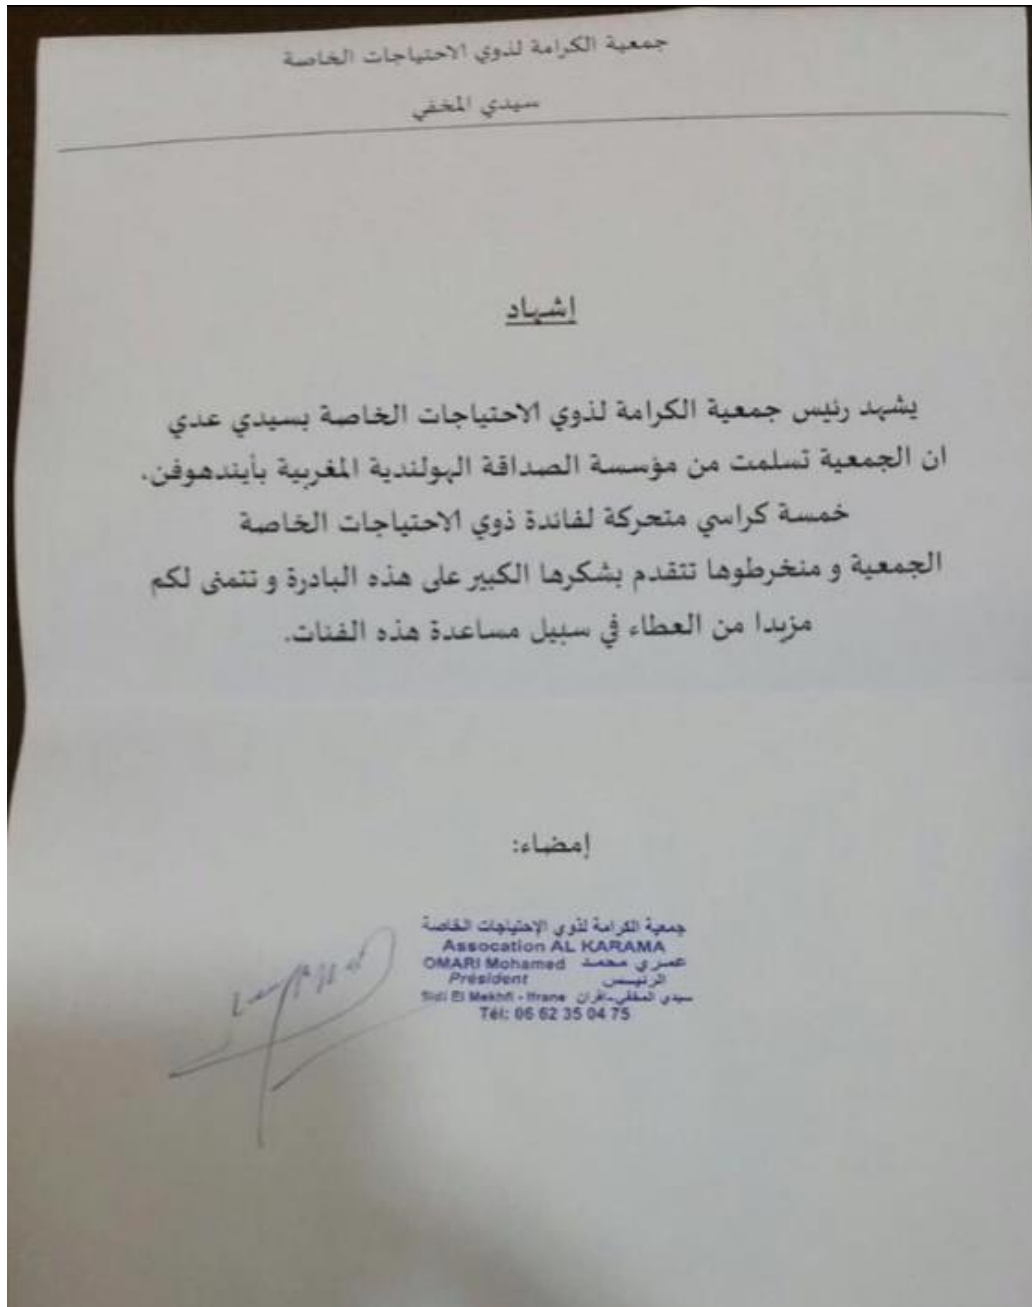 جمعية الكرامة لذوي الاحتياجات الخاصة
سيدي المخفي
إشهاد
يشهد رئيس جمعية الكرامة لذوي الاحتياجات الخاصة بسيدي عدي
ان الجمعية تسلمت من مؤسسة الصداقة الهولندية المغربية بأيندهوفن.
خمسة كراسي متحركة لفائدة ذوي الاحتياجات الخاصة
الجمعية و منخرطوها تتقدم بشكرها الكبير على هذه البادرة و تتمنى لكم
مزيدا من العطاء في سبيل مساعدة هذه الفئات.
إمضاء:
جمعية الكرامة لذوي الإحتياجات الخاصة
Assocation AL KARAMA
OMARI Mohamed عمري محمد
Président الرئيس
Sidi El Mekhfi - Ifrane سيدي المخفي-افران
Tél: 06 62 35 04 75